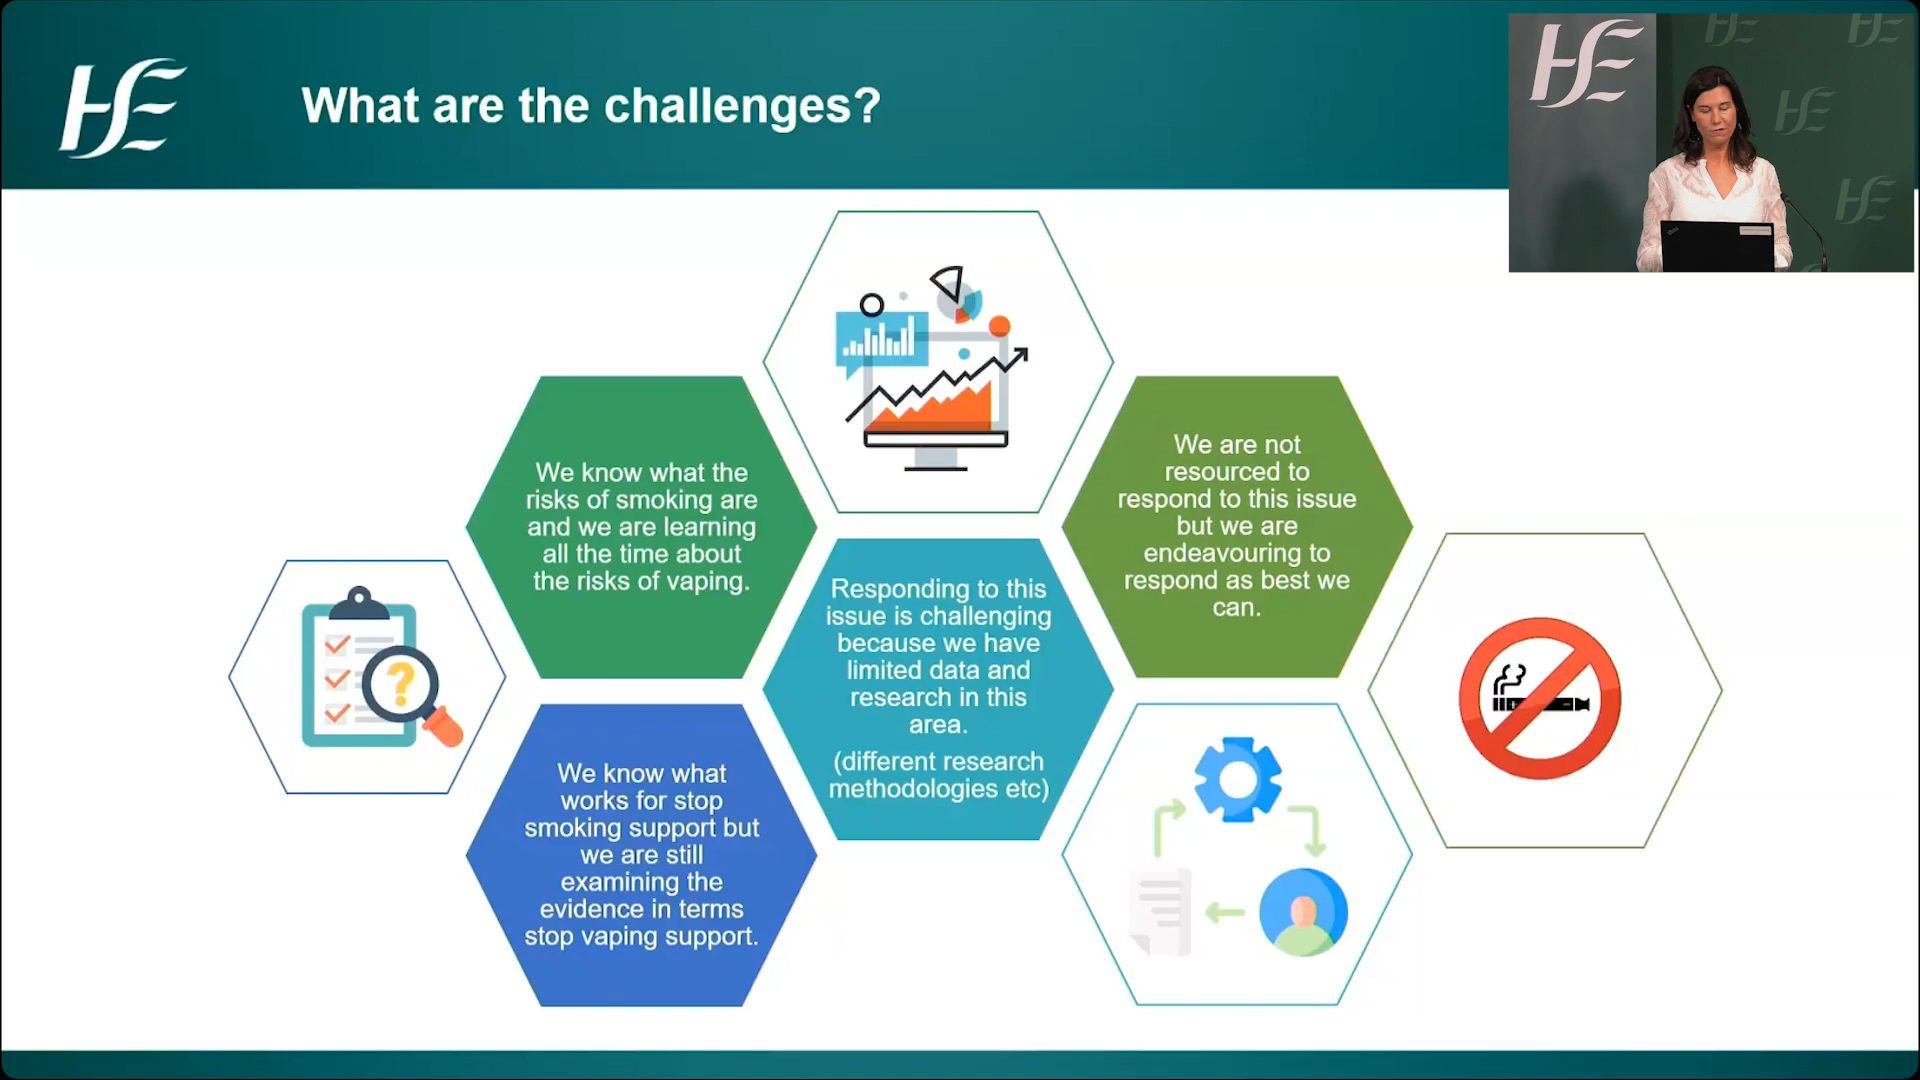 HSE
What are the challenges?
HSE
We know what the
risks of smoking are
and we are learning
all the time about
the risks of vaping.
We are not
resourced to
respond to this issue
but we are
endeavouring to
respond as best we
can.
Responding to this
issue is challenging
because we have
limited data and
research in this
area.
(different research
methodologies etc)
?
We know what
works for stop
smoking support but
we are still
examining the
evidence in terms
stop vaping support.